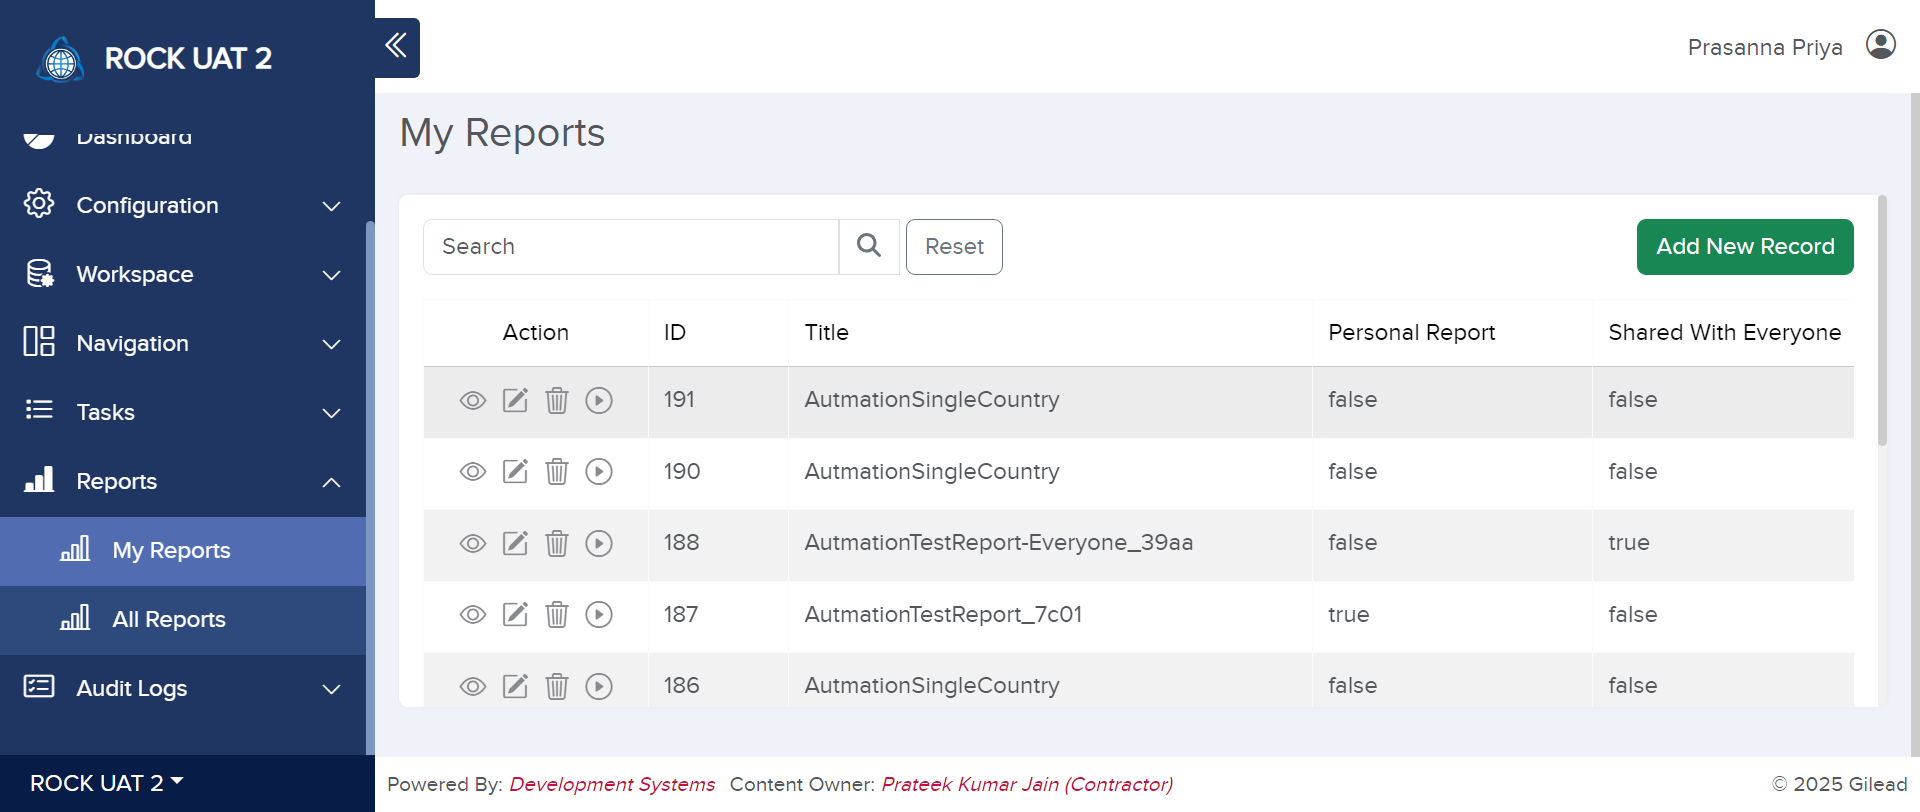 ROCK UAT 2
Prasanna Priya
Dashboard
Configuration
Workspace
Navigation
Tasks
Reports
My Reports
All Reports
Audit Logs
ROCK UAT 2
My Reports
Search
Reset
Add New Record
Action ID Title Personal Report Shared With Everyone
191 AutmationSingleCountry false false
190 AutmationSingleCountry false false
188 AutmationTestReport-Everyone_39aa false true
187 AutmationTestReport_7c01 true false
186 AutmationSingleCountry false false
Powered By: Development Systems Content Owner: Prateek Kumar Jain (Contractor)
© 2025 Gilead